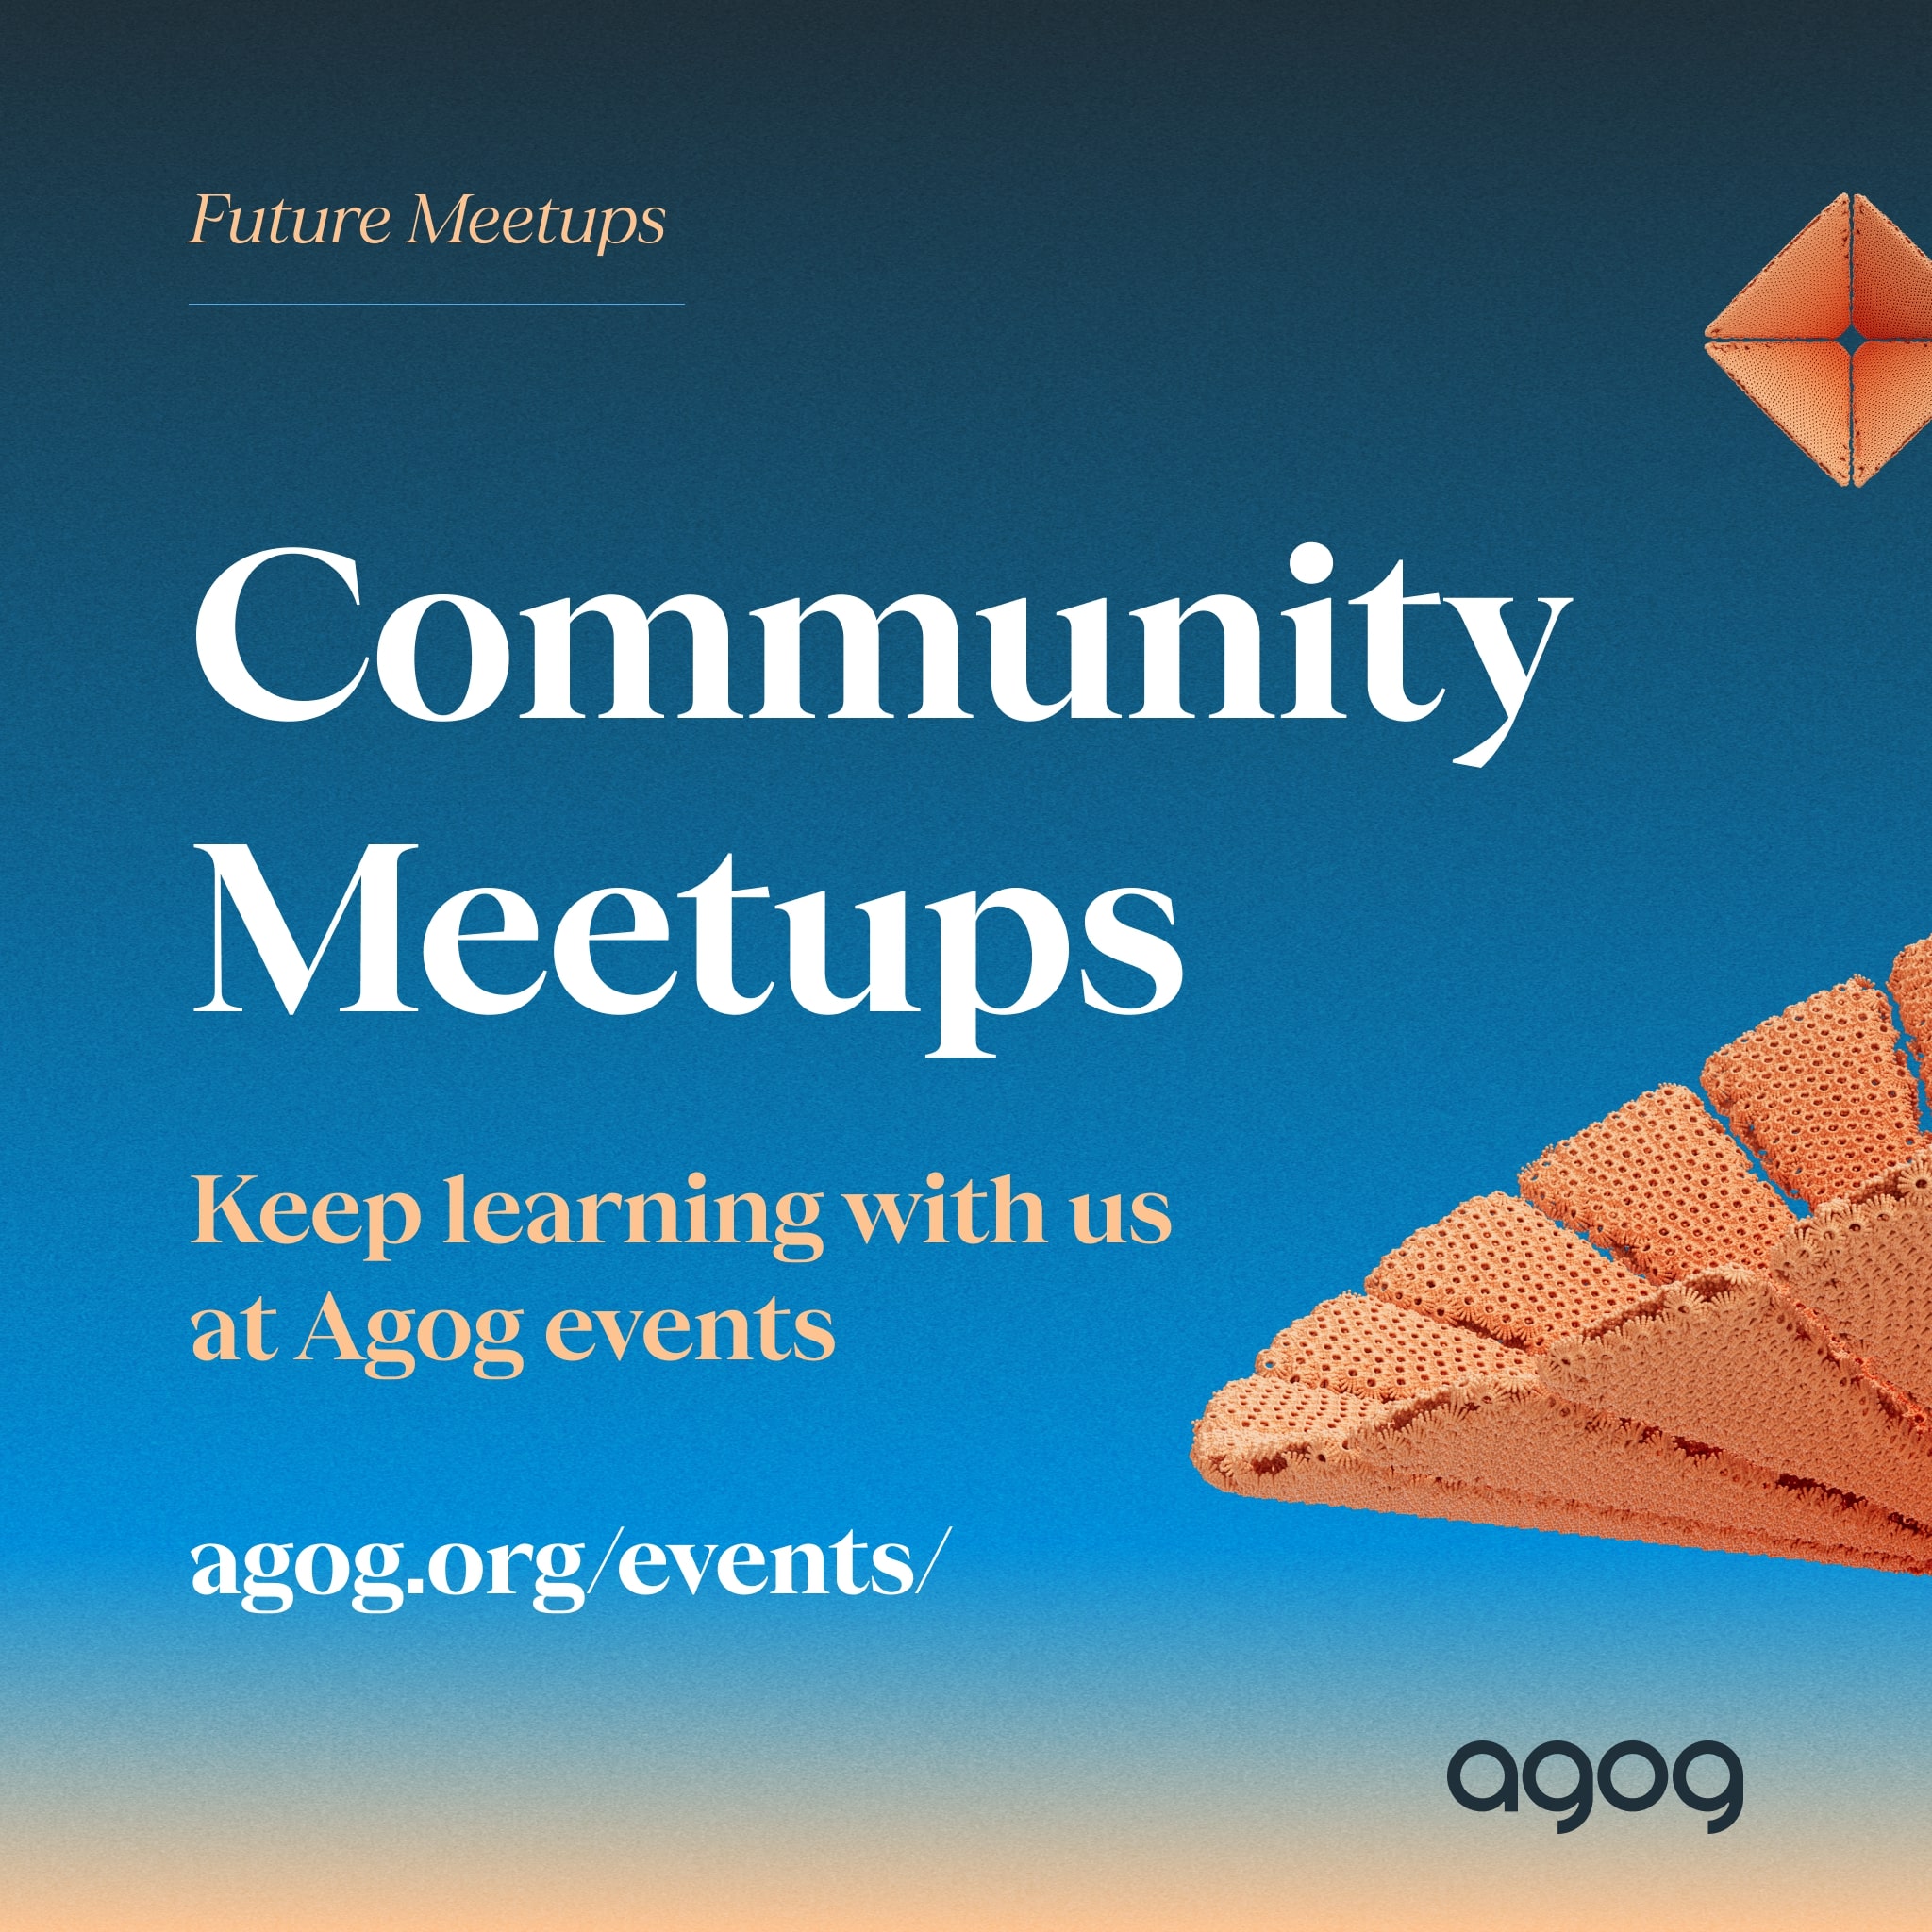 Future Meetups
Community
Meetups
Keep learning with us
at Agog events
agog.org/events/
agog